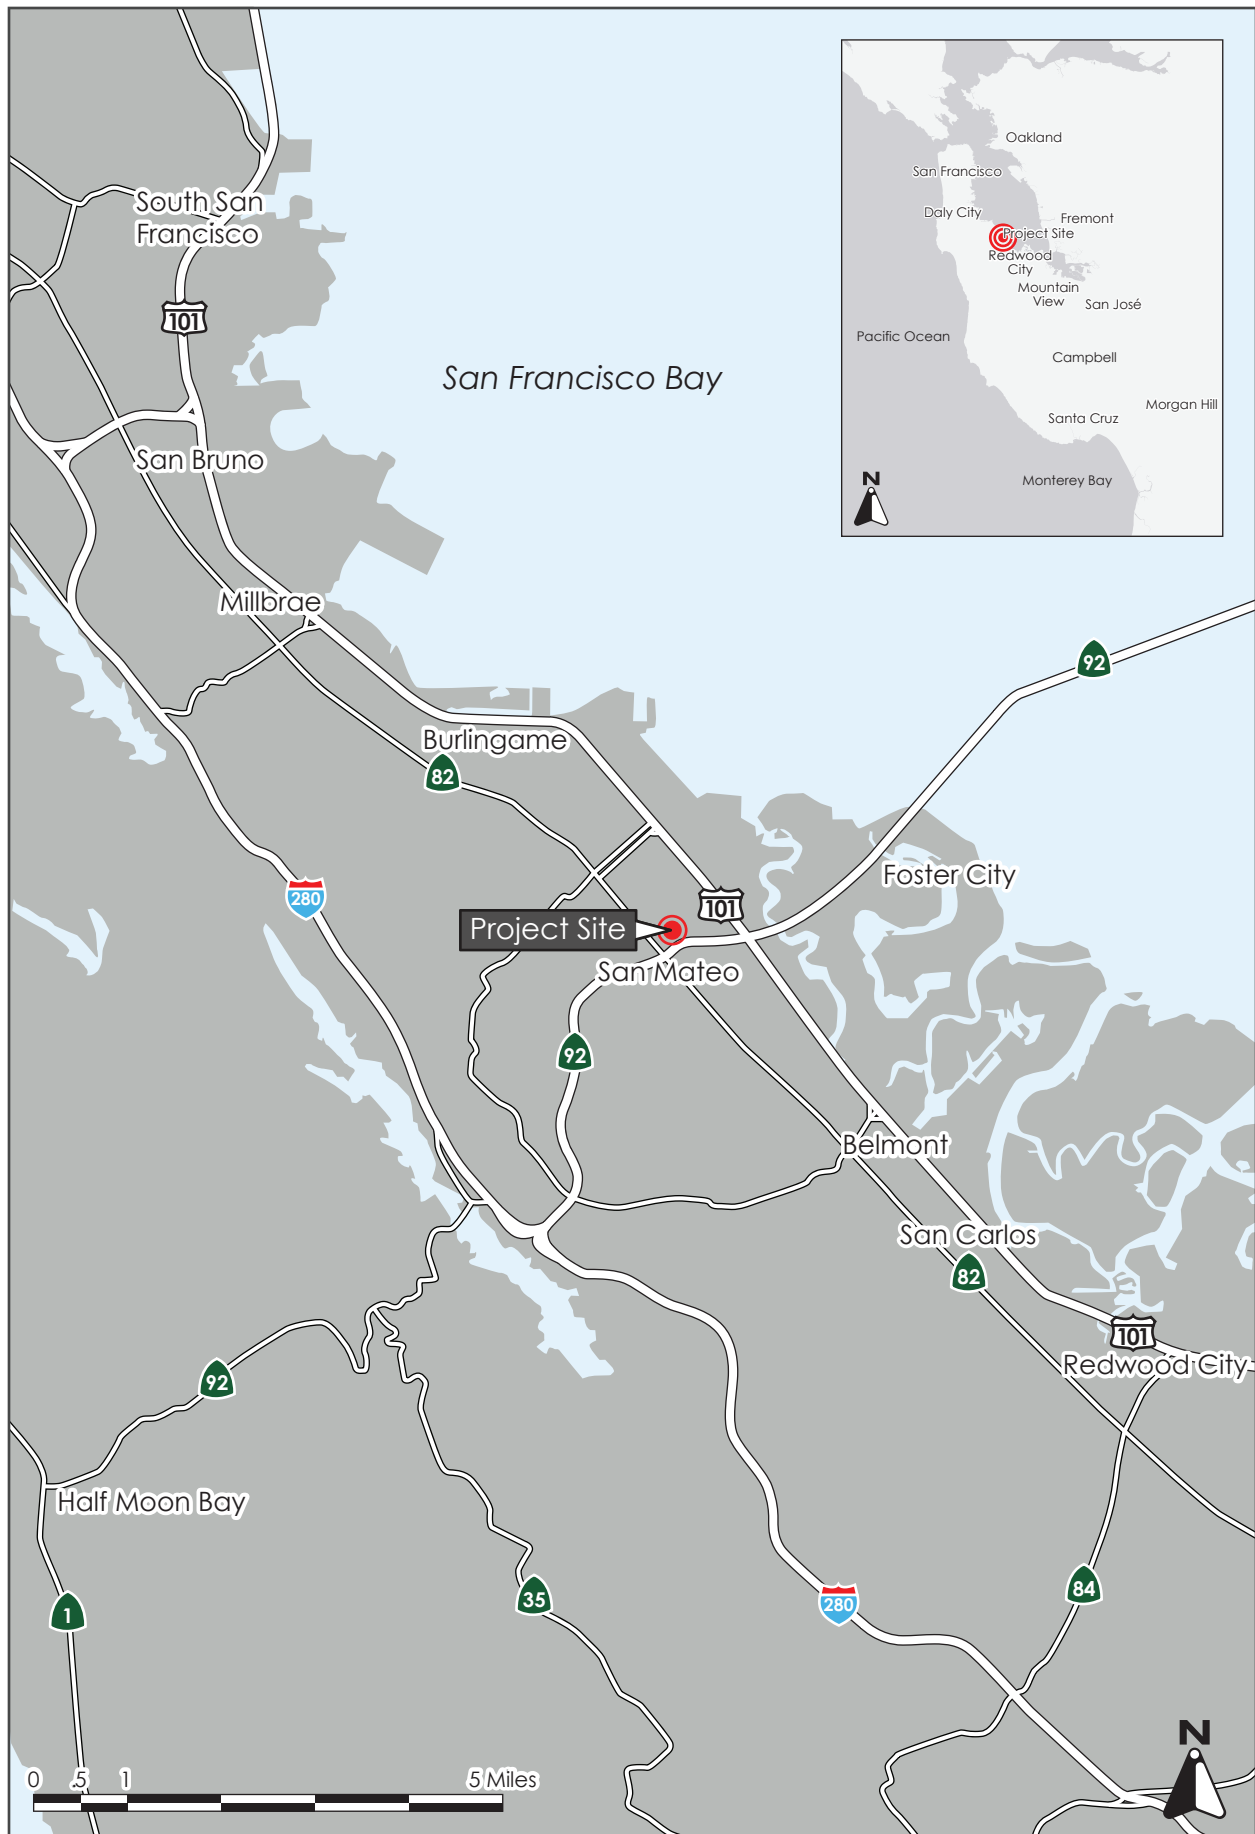 Oakland
San Francisco
Daly City
Fremont
Project Site
Redwood
City
Mountain
View
San José
Pacific Ocean
Campbell
Morgan Hill
Santa Cruz
Monterey Bay
N
South San
Francisco
101
San Francisco Bay
San Bruno
Millbrae
92
Burlingame
82
Foster City
280
101
Project Site
San Mateo
92
Belmont
San Carlos
82
101
Redwood City
92
Half Moon Bay
35
84
1
280
N
0 .5 1 5 Miles